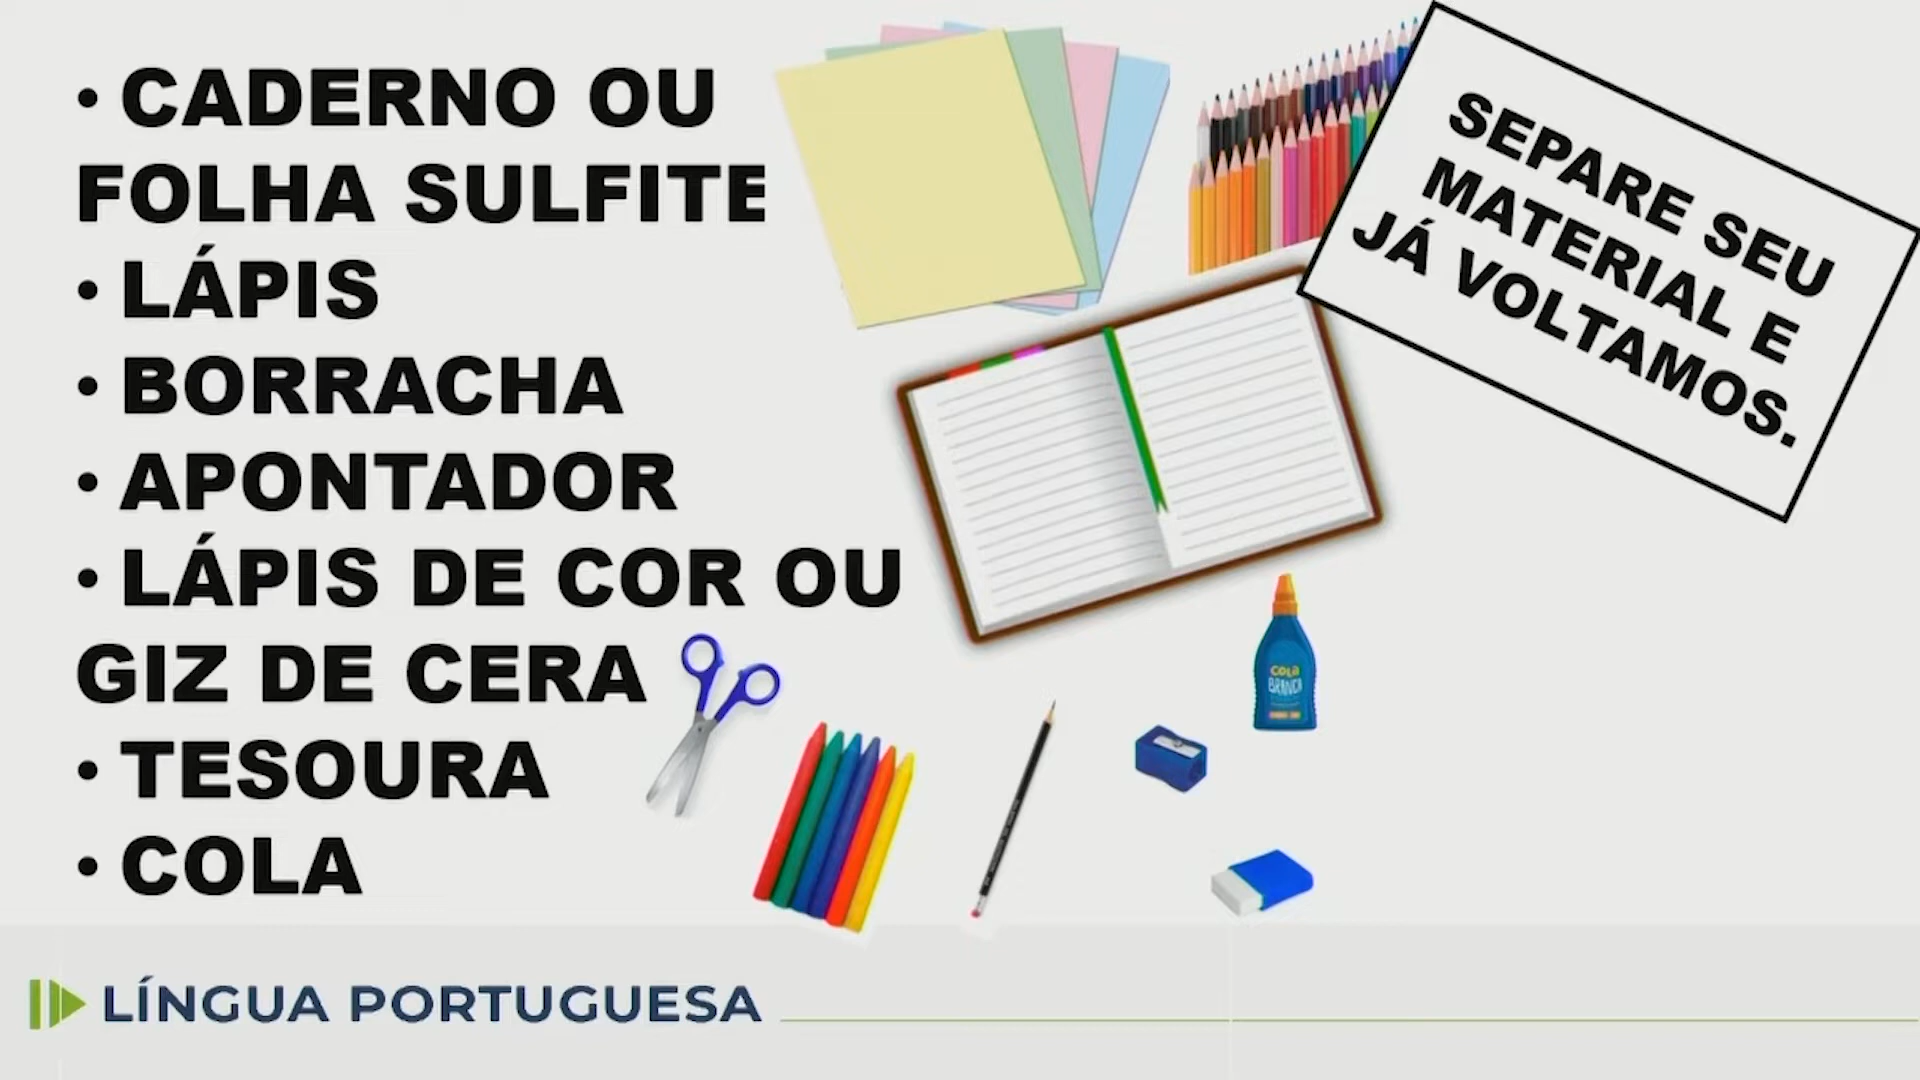 • CADERNO OU
FOLHA SULFITE
• LÁPIS
• BORRACHA
• APONTADOR
• LÁPIS DE COR OU
GIZ DE CERA
• TESOURA
• COLA
SEPARE SEU
MATERIAL E
JÁ VOLTAMOS.
COLA
BRANCA
LÍNGUA PORTUGUESA